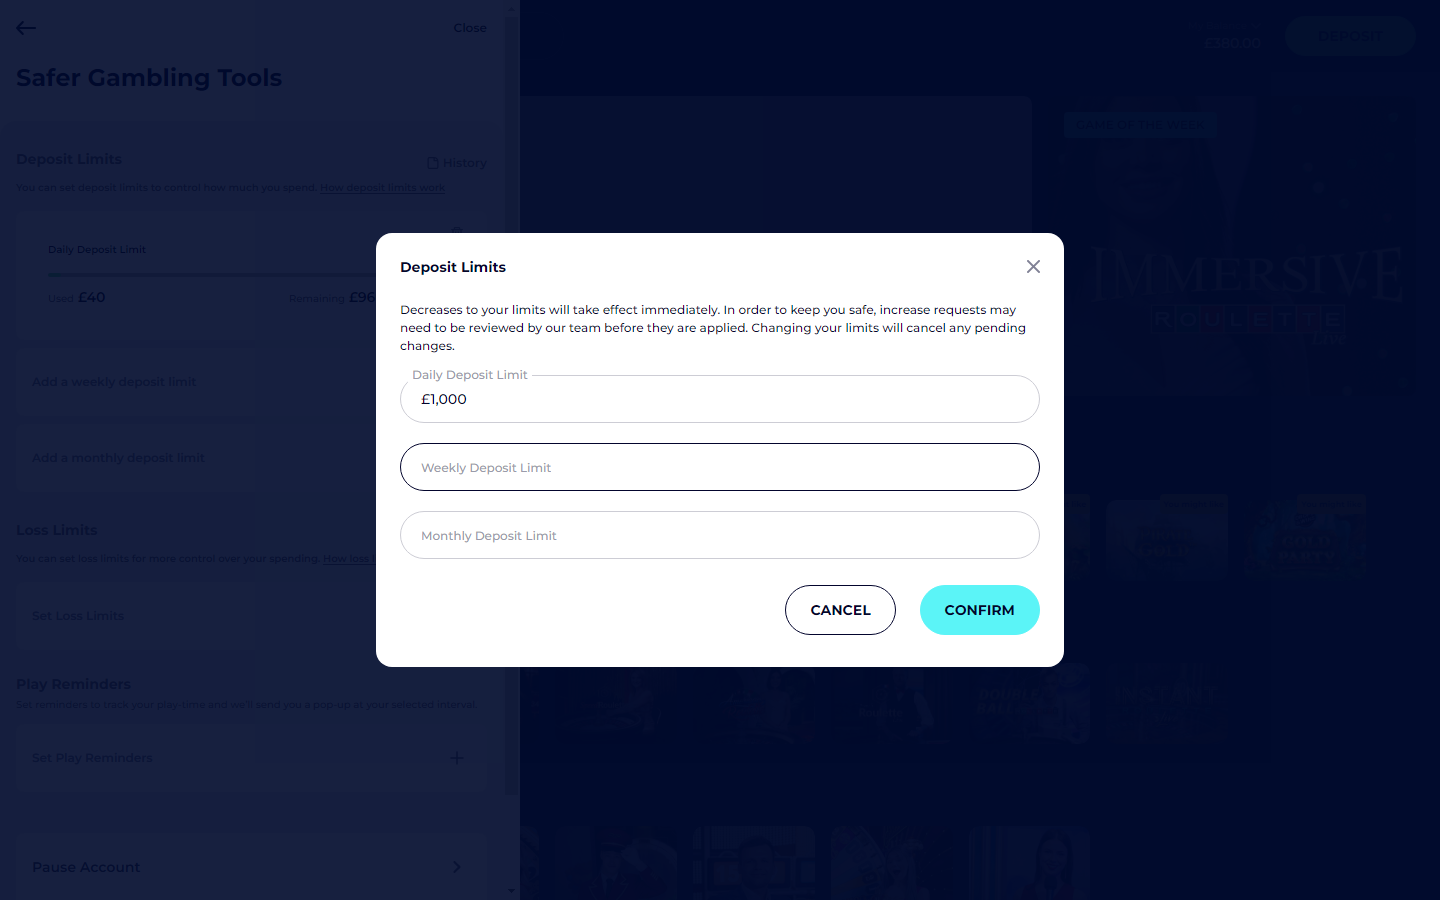 Close
Safer Gambling Tools
Deposit Limits
History
You can set deposit limits to control how much you spend. How deposit limits work
Daily Deposit Limit
Used £40
Remaining £96
Add a weekly deposit limit
Add a monthly deposit limit
Loss Limits
You can set loss limits for more control over your spending. How loss
Set Loss Limits
Play Reminders
Set reminders to track your play-time and we'll send you a pop-up at your selected interval.
Set Play Reminders
Pause Account
£380.00
DEPOSIT
GAME OF THE WEEK
IMMERSIVE
ROULETTE
LIVE
Deposit Limits
Decreases to your limits will take effect immediately. In order to keep you safe, increase requests may
need to be reviewed by our team before they are applied. Changing your limits will cancel any pending
changes.
Daily Deposit Limit
£1,000
Weekly Deposit Limit
Monthly Deposit Limit
CANCEL
CONFIRM
GOLD
PARTY
DOUBLE
BALL
INSTANT